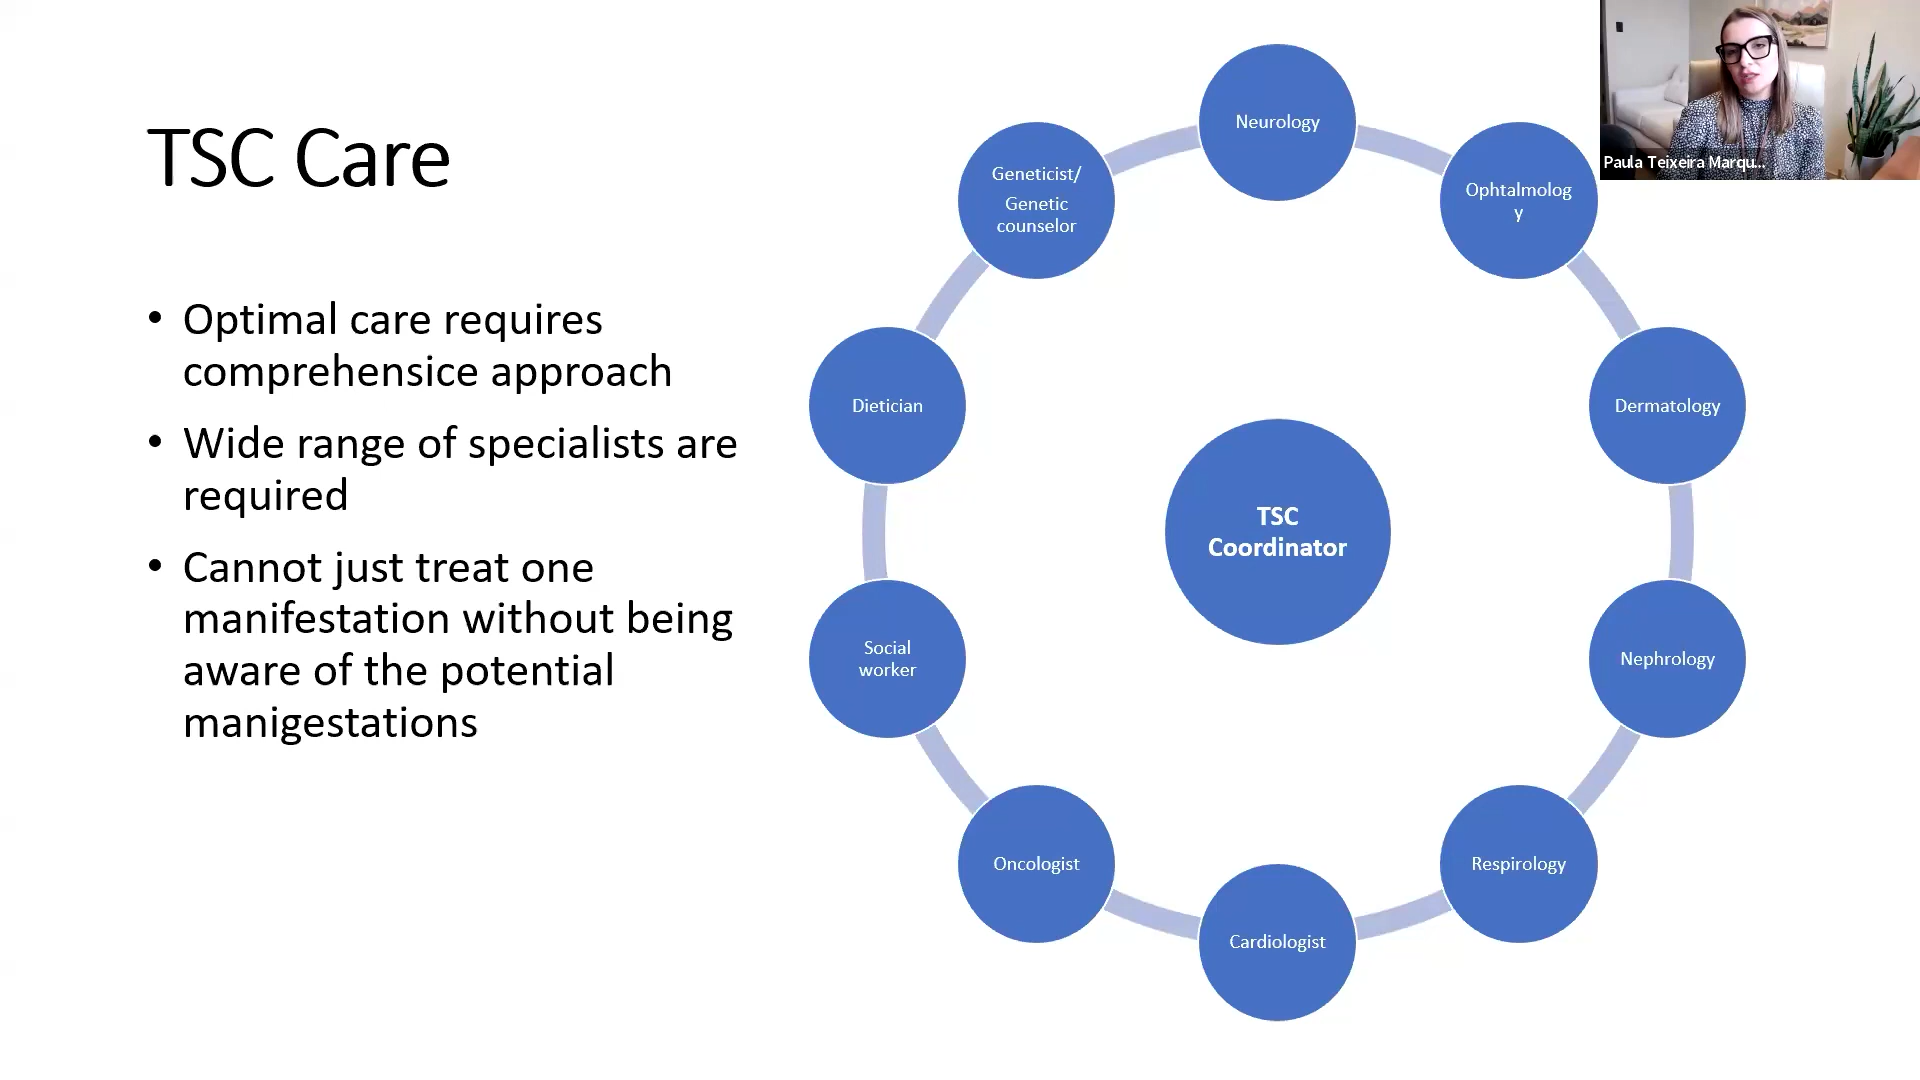 TSC Care
• Optimal care requires
comprehensice approach
• Wide range of specialists are
required
• Cannot just treat one
manifestation without being
aware of the potential
manigestations
Neurology
Ophtalmolog
y
Dermatology
Nephrology
Respirology
Cardiologist
Oncologist
Social
worker
Dietician
Geneticist/
Genetic
counselor
TSC
Coordinator
Paula Teixeira Marqu...